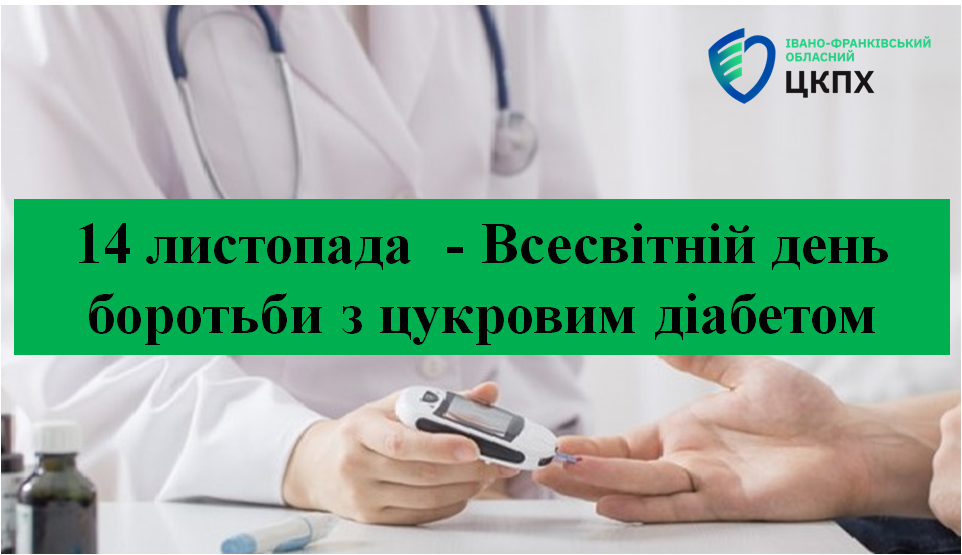 ІВАНО-ФРАНКІВСЬКИЙ
ОБЛАСНИЙ
ЦКПХ
14 листопада - Всесвітній день
боротьби з цукровим діабетом